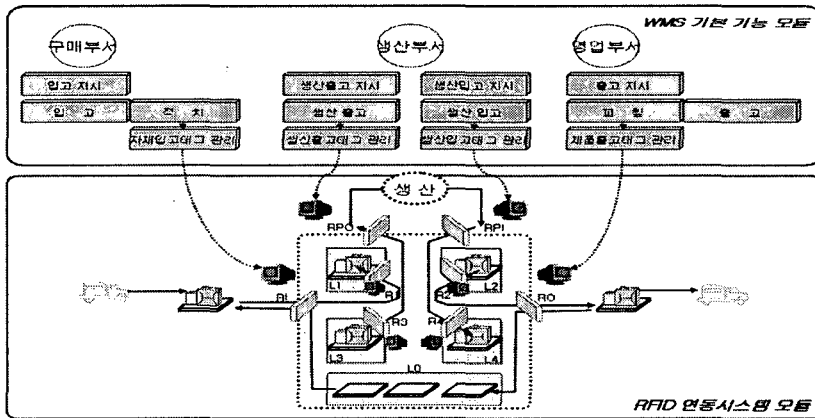 WMS 기본 기능 모듈
구매부서
생산부서
영업부서
입고 지시
생산출고 지시
생산입고 지시
출고 지시
입 고
적 치
생산 출고
생산 입고
피 킹
출 고
자재입고태그 관리
생산출고태그 관리
생산입고태그 관리
제품출고태그 관리
생 산
RPO
RPI
L1
L2
RI
R1
R2
RO
R3
R4
L3
L4
L0
RFID 연동시스템 모듈